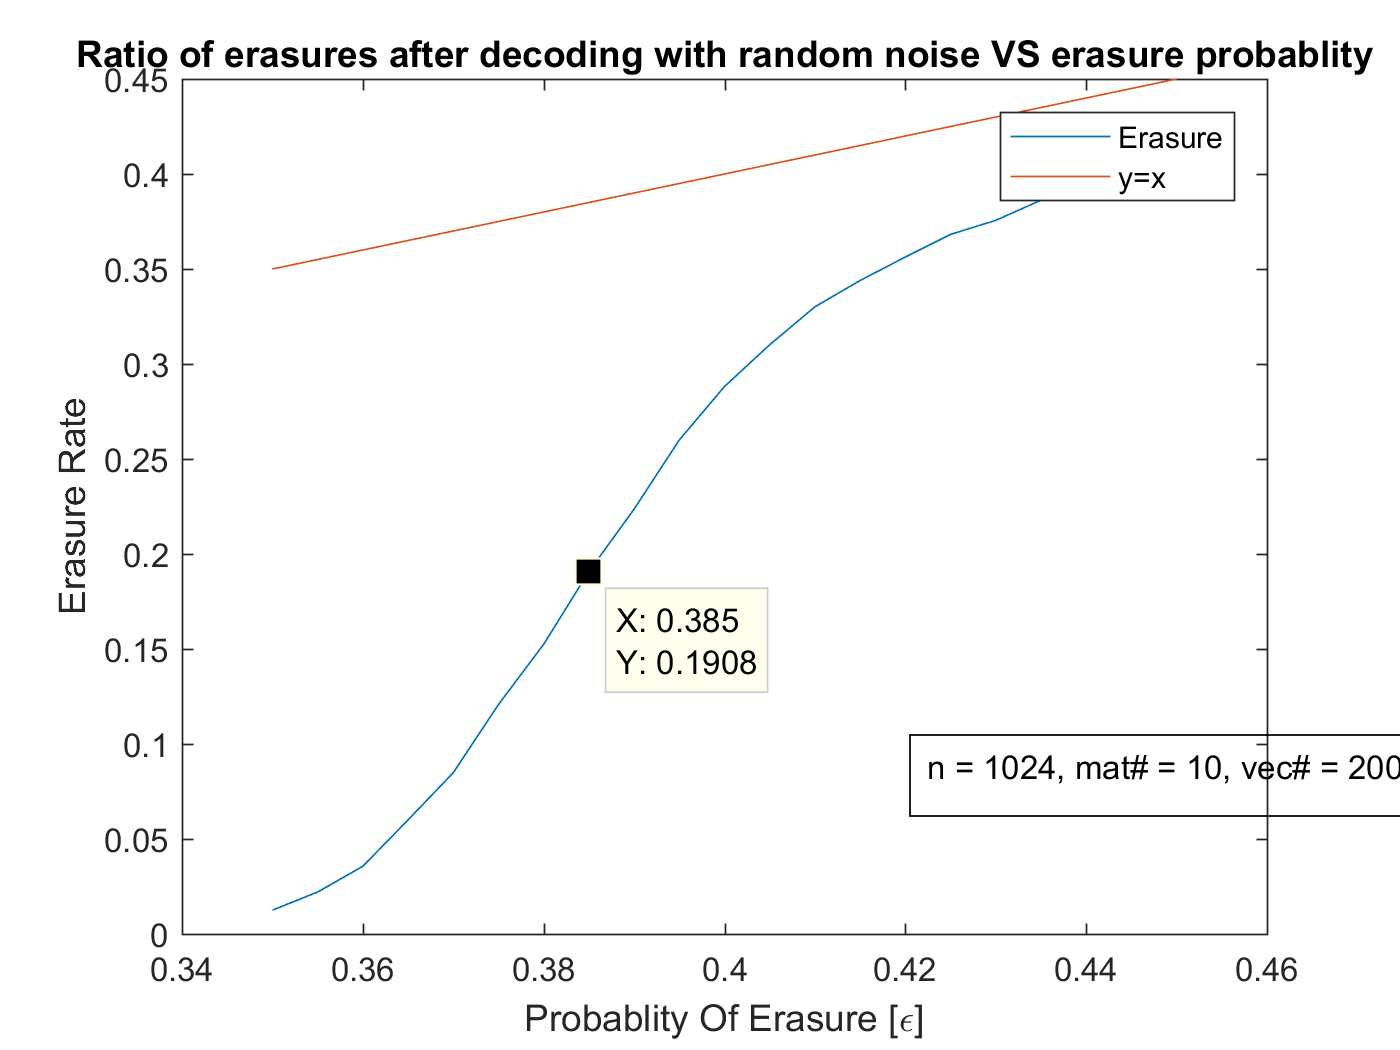 Ratio of erasures after decoding with random noise VS erasure probablity
0.45
0.4
0.35
0.3
0.25
0.2
0.15
0.1
0.05
0
Erasure Rate
Erasure
y=x
X: 0.385
Y: 0.1908
n = 1024, mat# = 10, vec# = 200
0.34 0.36 0.38 0.4 0.42 0.44 0.46
Probablity Of Erasure [ϵ]